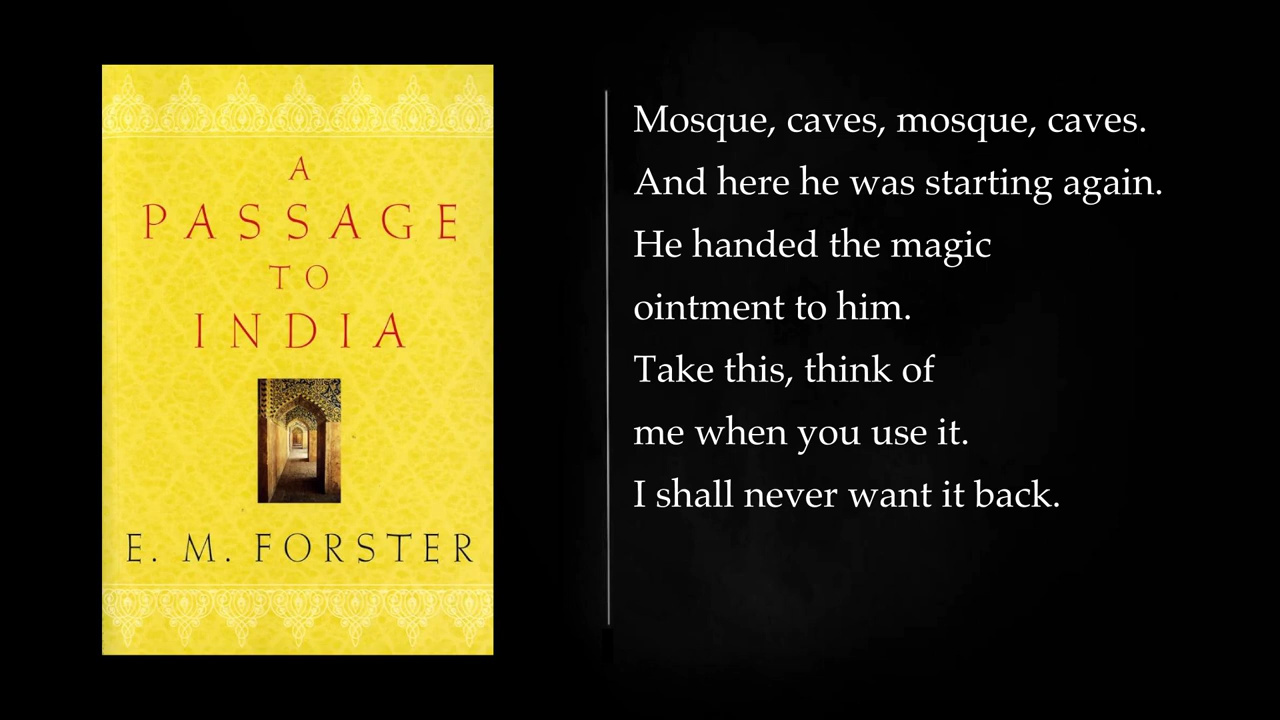 A
PASSAGE
TO
INDIA
E. M. FORSTER
Mosque, caves, mosque, caves.
And here he was starting again.
He handed the magic
ointment to him.
Take this, think of
me when you use it.
I shall never want it back.